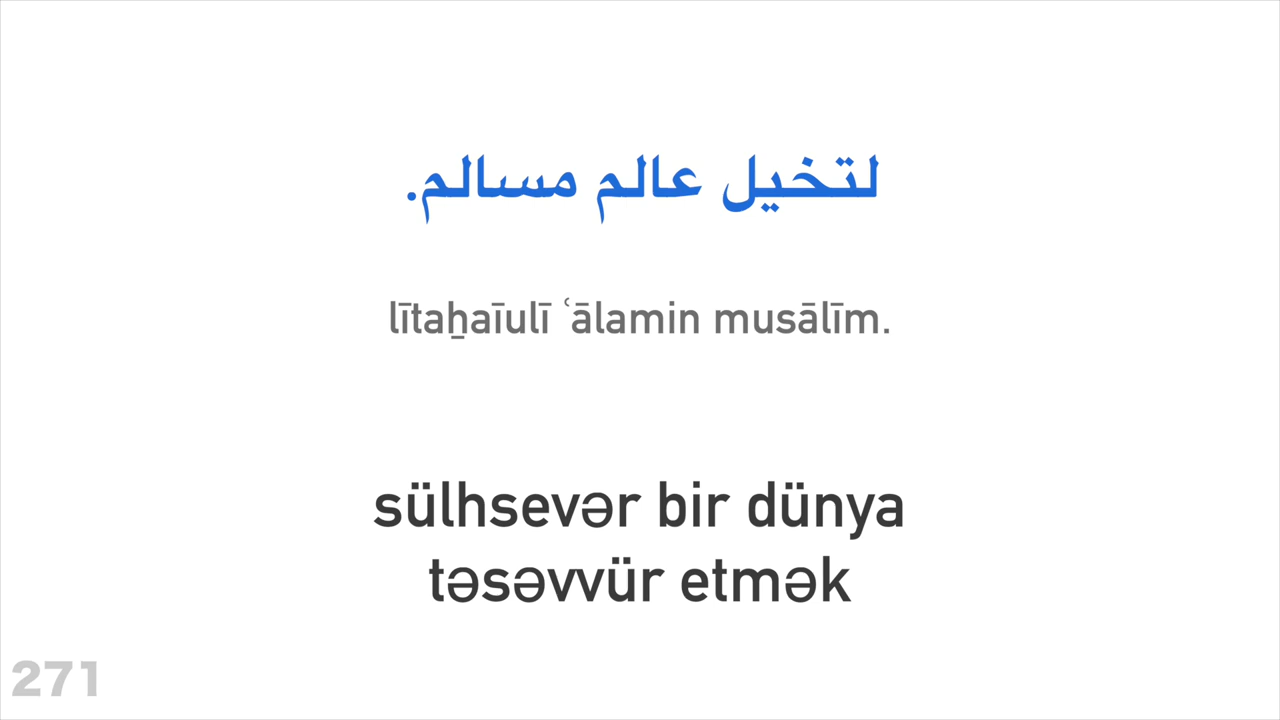 لتخيل عالم مسالم.
lītaẖaīulī ʿālamin musālīm.
sülhsevər bir dünya
təsəvvür etmək
271